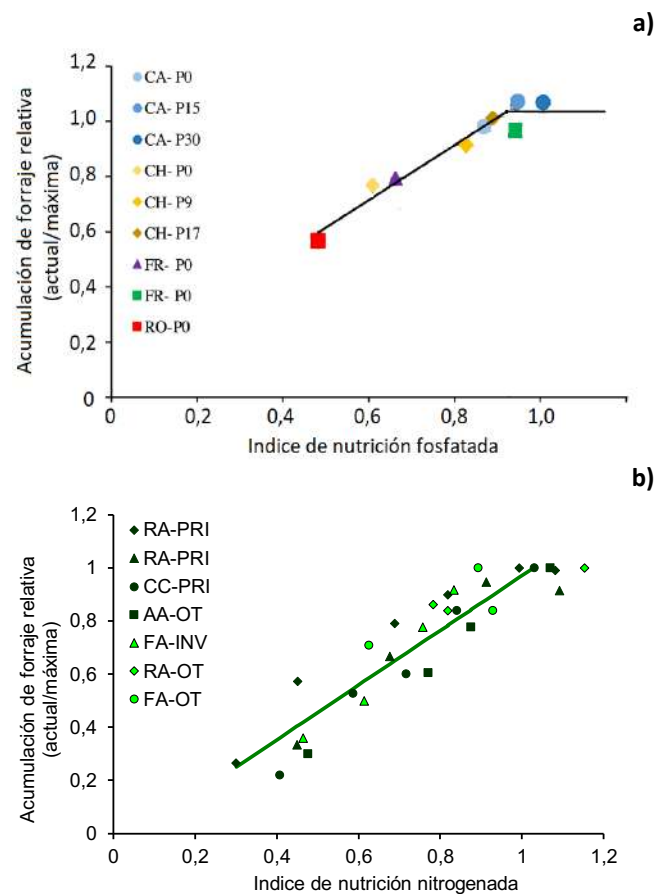 a)
Acumulación de forraje relativa
(actual/máxima)
1,2
1,0
0,8
0,6
0,4
0,2
0
CA- P0
CA- P15
CA- P30
CH- P0
CH- P9
CH- P17
FR- P0
FR- P0
RO-P0
0 0,2 0,4 0,6 0,8 1,0
Indice de nutrición fosfatada
b)
Acumulación de forraje relativa
(actual/máxima)
1,2
1
0,8
0,6
0,4
0,2
0
RA-PRI
RA-PRI
CC-PRI
AA-OT
FA-INV
RA-OT
FA-OT
0 0,2 0,4 0,6 0,8 1 1,2
Indice de nutrición nitrogenada